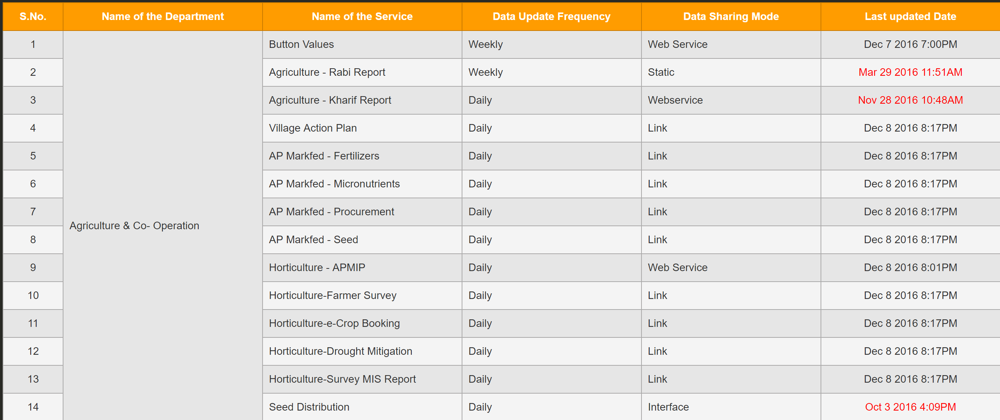 S.No. Name of the Department Name of the Service Data Update Frequency Data Sharing Mode Last updated Date
1 Button Values Weekly Web Service Dec 7 2016 7:00PM
2 Agriculture - Rabi Report Weekly Static Mar 29 2016 11:51AM
3 Agriculture - Kharif Report Daily Webservice Nov 28 2016 10:48AM
4 Village Action Plan Daily Link Dec 8 2016 8:17PM
5 AP Markfed - Fertilizers Daily Link Dec 8 2016 8:17PM
6 AP Markfed - Micronutrients Daily Link Dec 8 2016 8:17PM
7 AP Markfed - Procurement Daily Link Dec 8 2016 8:17PM
Agriculture & Co- Operation
8 AP Markfed - Seed Daily Link Dec 8 2016 8:17PM
9 Horticulture - APMIP Daily Web Service Dec 8 2016 8:01PM
10 Horticulture-Farmer Survey Daily Link Dec 8 2016 8:17PM
11 Horticulture-e-Crop Booking Daily Link Dec 8 2016 8:17PM
12 Horticulture-Drought Mitigation Daily Link Dec 8 2016 8:17PM
13 Horticulture-Survey MIS Report Daily Link Dec 8 2016 8:17PM
14 Seed Distribution Daily Interface Oct 3 2016 4:09PM